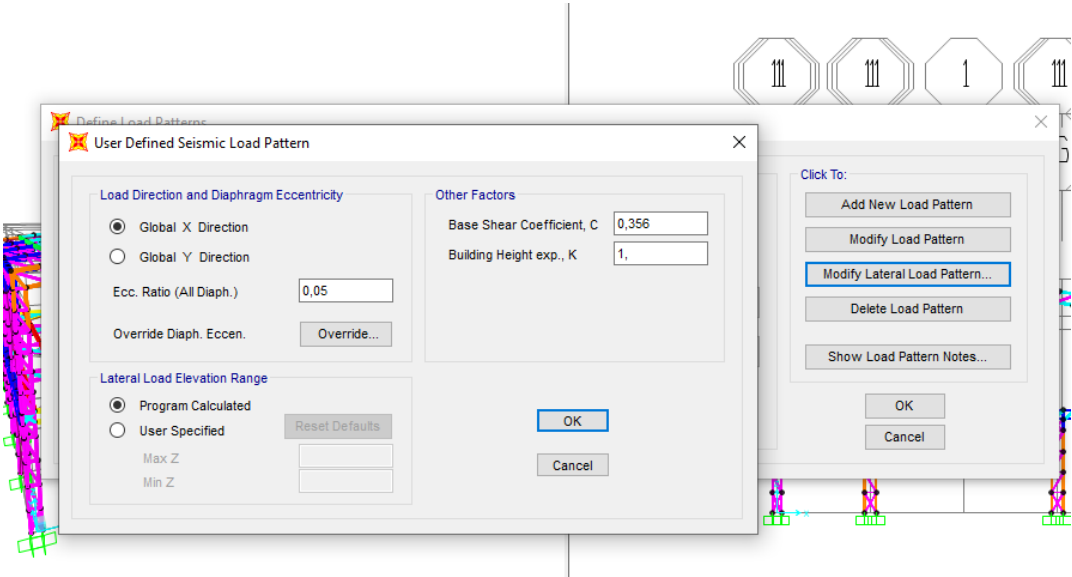 111
111
1
111
Define Load Patterns
User Defined Seismic Load Pattern
Load Direction and Diaphragm Eccentricity
Global X Direction
Global Y Direction
Ecc. Ratio (All Diaph.)
0,05
Override Diaph. Eccen.
Override...
Other Factors
Base Shear Coefficient, C
0,356
Building Height exp., K
1,
Lateral Load Elevation Range
Program Calculated
User Specified
Reset Defaults
Max Z
Min Z
OK
Cancel
Click To:
Add New Load Pattern
Modify Load Pattern
Modify Lateral Load Pattern...
Delete Load Pattern
Show Load Pattern Notes...
OK
Cancel